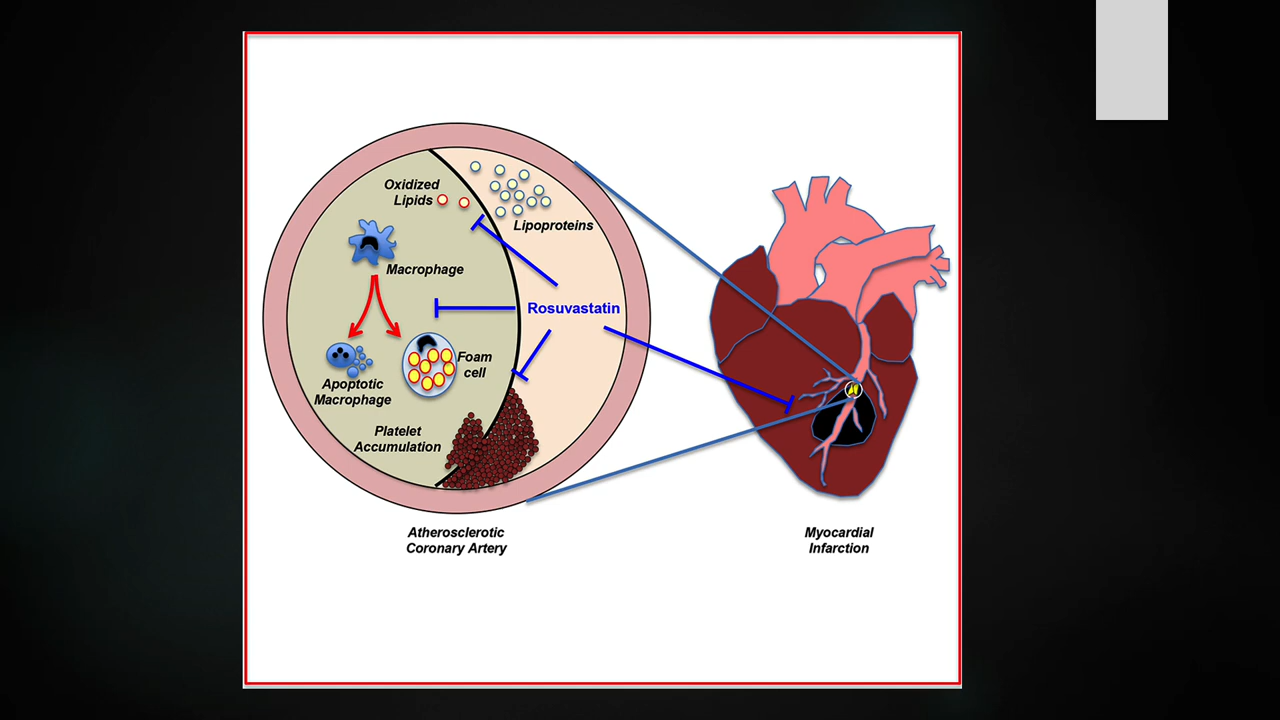 Oxidized
Lipids
Lipoproteins
Macrophage
Rosuvastatin
Foam
cell
Apoptotic
Macrophage
Platelet
Accumulation
Atherosclerotic
Coronary Artery
Myocardial
Infarction